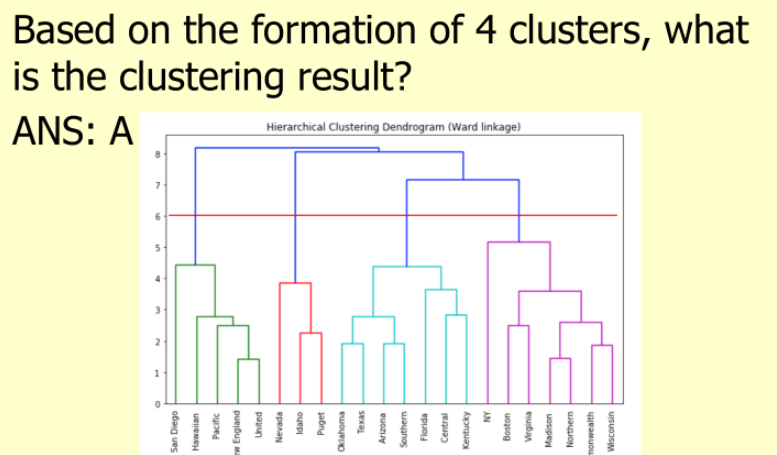 Based on the formation of 4 clusters, what
is the clustering result?
ANS: A
Hierarchical Clustering Dendrogram (Ward linkage)
8
7
6
5
4
3
2
1
0
San Diego
Hawaiian
Pacific
w England
United
Nevada
Idaho
Puget
Oklahoma
Texas
Arizona
Southern
Florida
Central
Kentucky
NY
Boston
Virginia
Madison
Northern
monwealth
Wisconsin